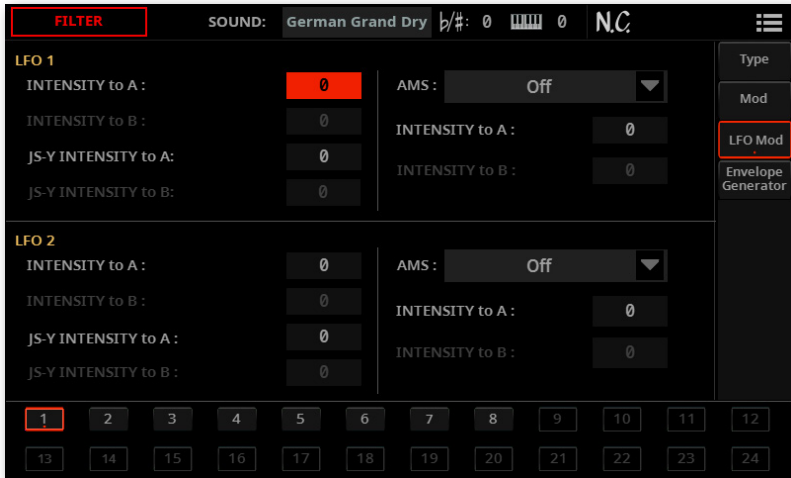 FILTER SOUND: German Grand Dry ♭/#: 0 0 N.C.
LFO 1
INTENSITY to A : 0
INTENSITY to B : 0
JS-Y INTENSITY to A: 0
JS-Y INTENSITY to B: 0
AMS : Off
INTENSITY to A : 0
INTENSITY to B : 0
LFO 2
INTENSITY to A : 0
INTENSITY to B : 0
JS-Y INTENSITY to A : 0
JS-Y INTENSITY to B : 0
AMS : Off
INTENSITY to A : 0
INTENSITY to B : 0
Type
Mod
LFO Mod
Envelope
Generator
1 2 3 4 5 6 7 8 9 10 11 12
13 14 15 16 17 18 19 20 21 22 23 24